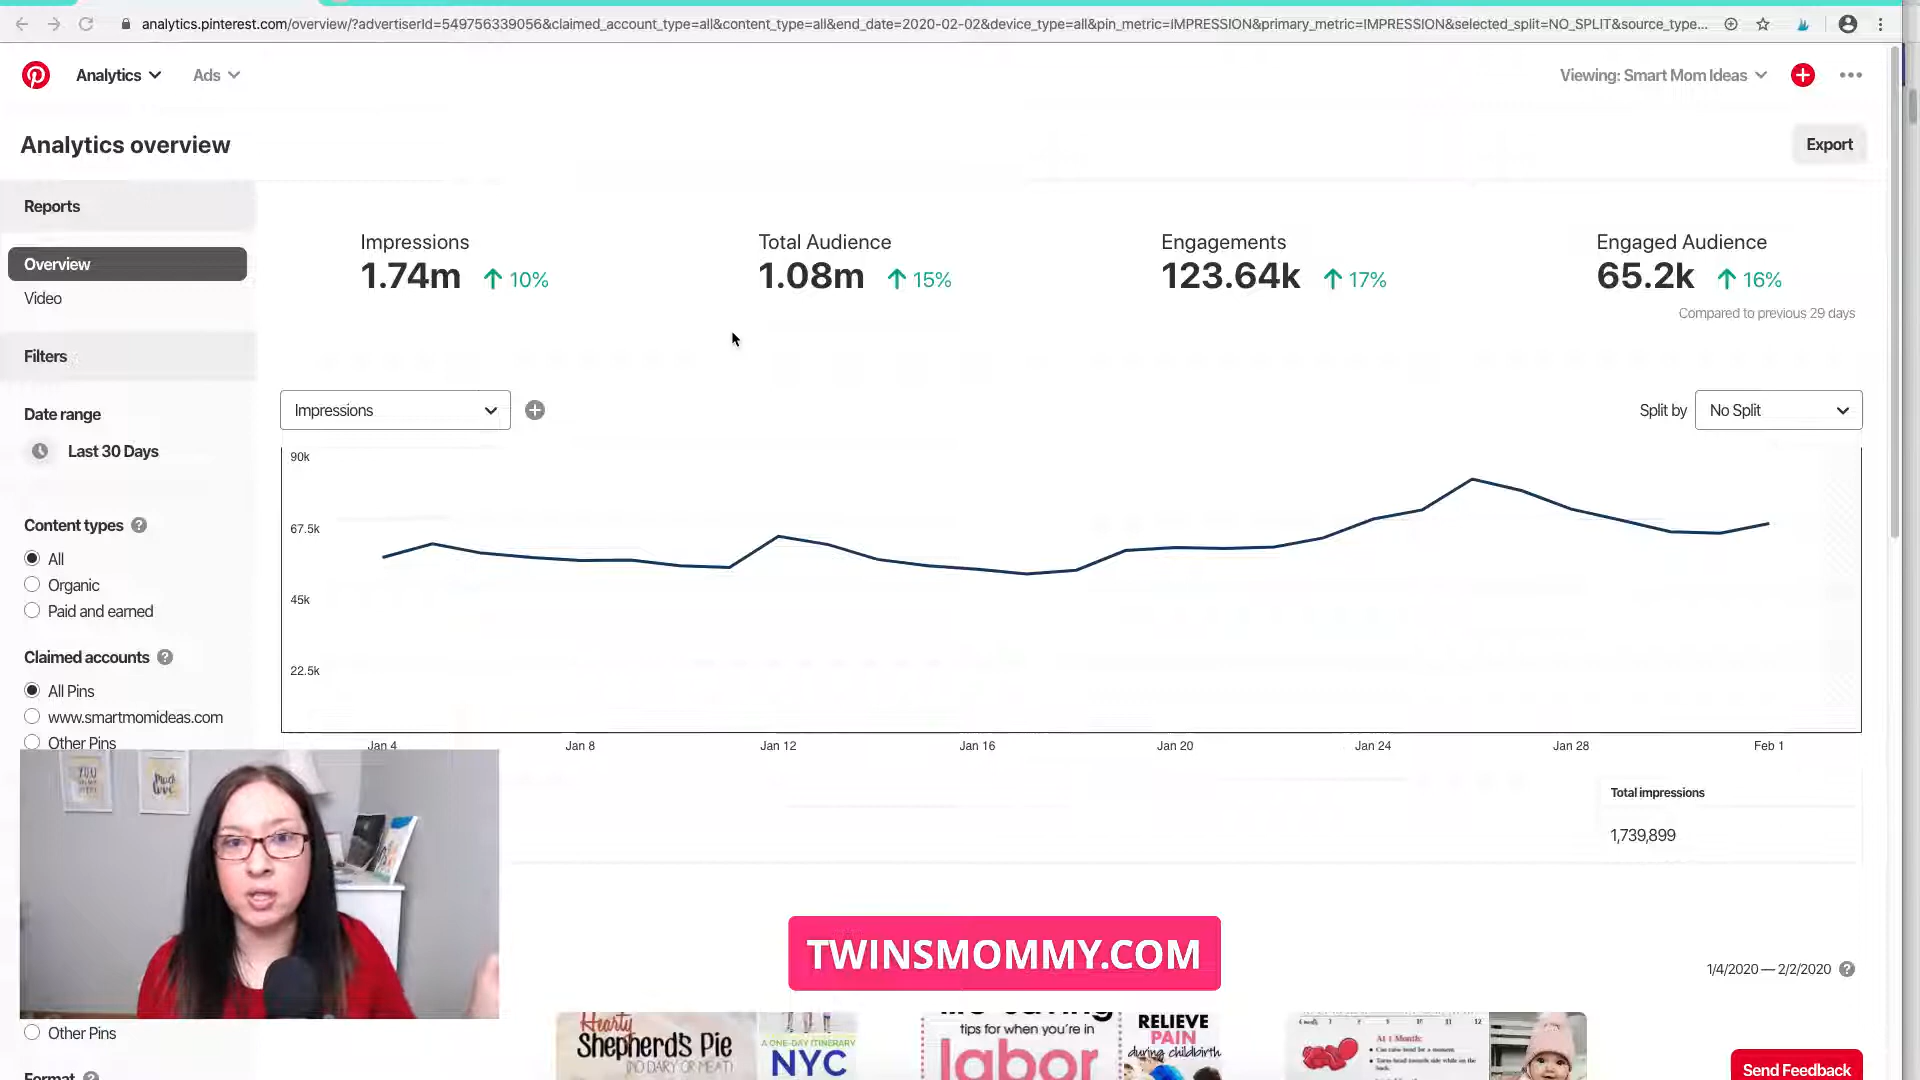 analytics.pinterest.com/overview/?advertiserId=549756339056&claimed_account_type=all&content_type=all&end_date=2020-02-02&device_type=all&pin_metric=IMPRESSION&primary_metric=IMPRESSION&selected_split=NO_SPLIT&source_type...
Analytics
Ads
Viewing: Smart Mom Ideas
Analytics overview
Export
Reports
Overview
Video
Filters
Date range
Last 30 Days
Content types ?
All
Organic
Paid and earned
Claimed accounts ?
All Pins
www.smartmomideas.com
Other Pins
Impressions
1.74m 10%
Total Audience
1.08m 15%
Engagements
123.64k 17%
Engaged Audience
65.2k 16%
Compared to previous 29 days
Impressions
Split by No Split
90k
67.5k
45k
22.5k
Jan 4 Jan 8 Jan 12 Jan 16 Jan 20 Jan 24 Jan 28 Feb 1
Total impressions
1,739,899
TWINSMOMMY.COM
1/4/2020 — 2/2/2020 ?
Other Pins
Format ?
Hearty
Shepherd's Pie
(NO DARY OR MEAT)
A ONE-DAY ITINERARY
NYC
tips for when you're in
labor
RELIEVE
PAIN
during childbirth
At 1 Month:
Send Feedback